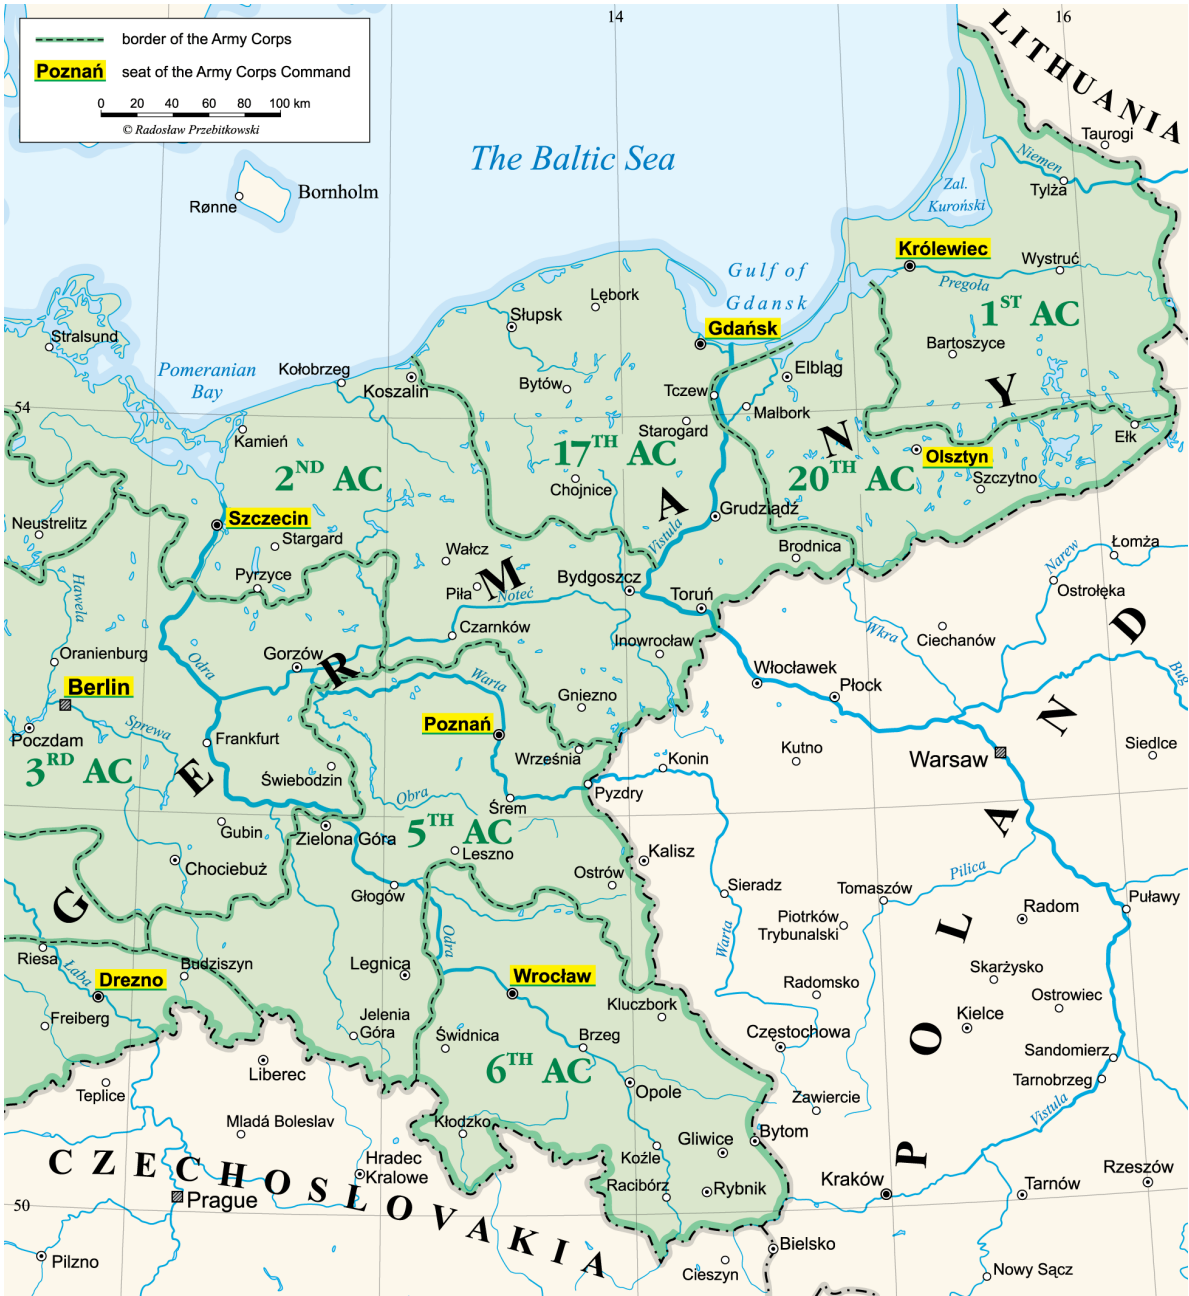 14
16
border of the Army Corps
Poznań
seat of the Army Corps Command
0 20 40 60 80 100 km
© Radosław Przebitkowski
LITHUANIA
Taurogi
The Baltic Sea
Niemen
Tylża
Zal.
Kuroński
Bornholm
Rønne
Królewiec
Wystruć
Pregoła
Gulf of
Gdansk
1ST AC
Lębork
Słupsk
Gdańsk
Stralsund
Bartoszyce
Pomeranian
Bay
Kołobrzeg
Koszalin
Bytów
Elbląg
Tczew
Malbork
54
Kamień
Starogard
Ełk
17TH AC
Olsztyn
2ND AC
20TH AC
Szczytno
Chojnice
Szczecin
Grudziądz
Neustrelitz
Stargard
Vistula
Brodnica
Łomża
Narew
Wałcz
Pyrzyce
Bydgoszcz
Piła
Noteć
Toruń
Ostrołęka
Hawela
Czarnków
Wkra
Ciechanów
Inowrocław
Oranienburg
Odra
Gorzów
Włocławek
Płock
Bug
Warta
Berlin
Gniezno
Poznań
Sprewa
Poczdam
Frankfurt
Września
Konin
Kutno
Warsaw
Siedlce
3RD AC
Świebodzin
Obra
Śrem
Pyzdry
GERMANY
Gubin
Zielona Góra
5TH AC
Leszno
Kalisz
Chociebuż
Ostrów
Głogów
Sieradz
Tomaszów
Pilica
Puławy
Piotrków
Trybunalski
Radom
Warta
Odra
Riesa
Łaba
Budziszyn
Legnica
Drezno
Wrocław
Skarżysko
Radomsko
Ostrowiec
Kluczbork
Freiberg
Jelenia
Góra
Świdnica
Brzeg
Kielce
Częstochowa
Sandomierz
6TH AC
Liberec
Tarnobrzeg
Teplice
Opole
Zawiercie
Vistula
POLAND
Mladá Boleslav
Kłodzko
Gliwice
Bytom
Koźle
Hradec
Kralowe
Racibórz
Rybnik
Kraków
Tarnów
Rzeszów
CZECHOSLOVAKIA
Prague
50
Bielsko
Pilzno
Cieszyn
Nowy Sącz